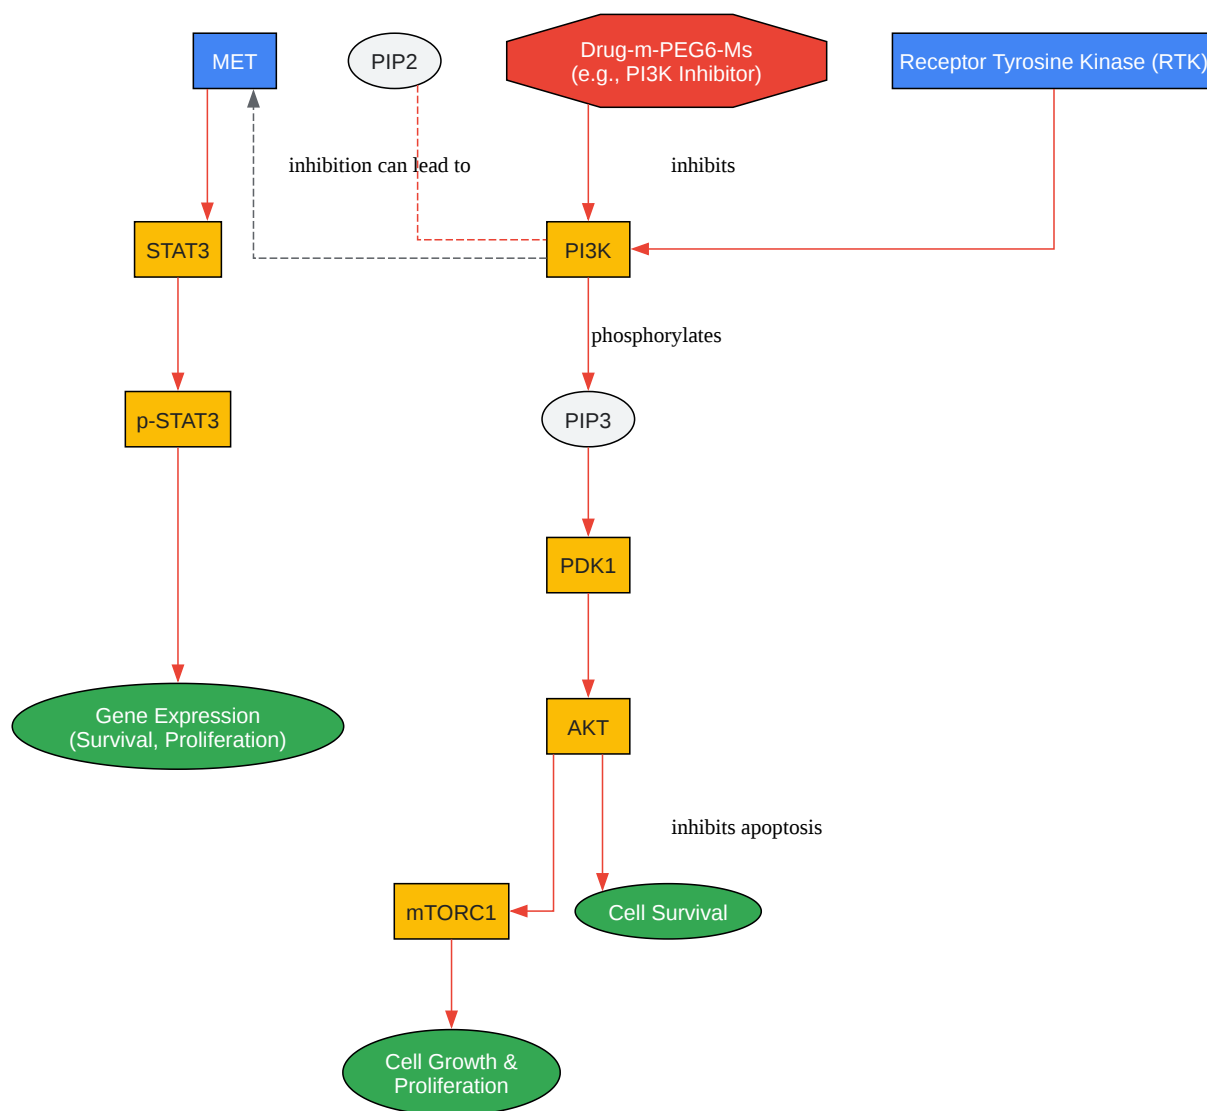 MET
PIP2
Drug-m-PEG6-Ms
(e.g., PI3K Inhibitor)
Receptor Tyrosine Kinase (RTK)
inhibition can lead to
inhibits
STAT3
PI3K
phosphorylates
p-STAT3
PIP3
PDK1
Gene Expression
(Survival, Proliferation)
AKT
inhibits apoptosis
mTORC1
Cell Survival
Cell Growth &
Proliferation